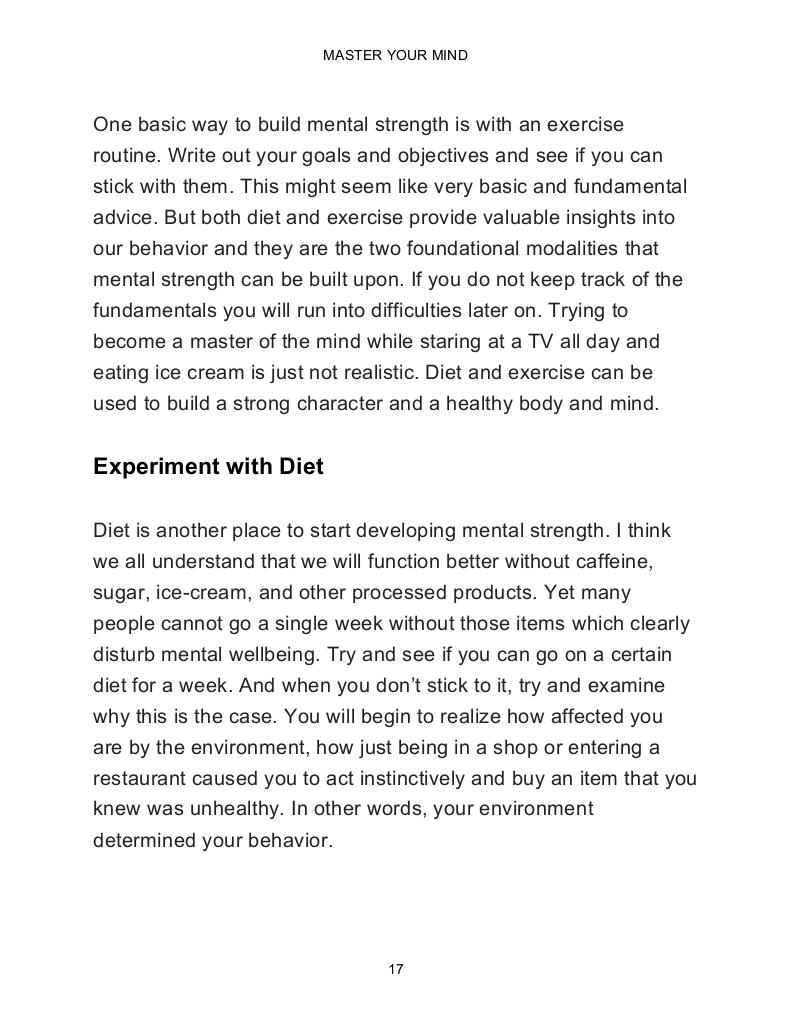 MASTER YOUR MIND
One basic way to build mental strength is with an exercise
routine. Write out your goals and objectives and see if you can
stick with them. This might seem like very basic and fundamental
advice. But both diet and exercise provide valuable insights into
our behavior and they are the two foundational modalities that
mental strength can be built upon. If you do not keep track of the
fundamentals you will run into difficulties later on. Trying to
become a master of the mind while staring at a TV all day and
eating ice cream is just not realistic. Diet and exercise can be
used to build a strong character and a healthy body and mind.
Experiment with Diet
Diet is another place to start developing mental strength. I think
we all understand that we will function better without caffeine,
sugar, ice-cream, and other processed products. Yet many
people cannot go a single week without those items which clearly
disturb mental wellbeing. Try and see if you can go on a certain
diet for a week. And when you don’t stick to it, try and examine
why this is the case. You will begin to realize how affected you
are by the environment, how just being in a shop or entering a
restaurant caused you to act instinctively and buy an item that you
knew was unhealthy. In other words, your environment
determined your behavior.
17